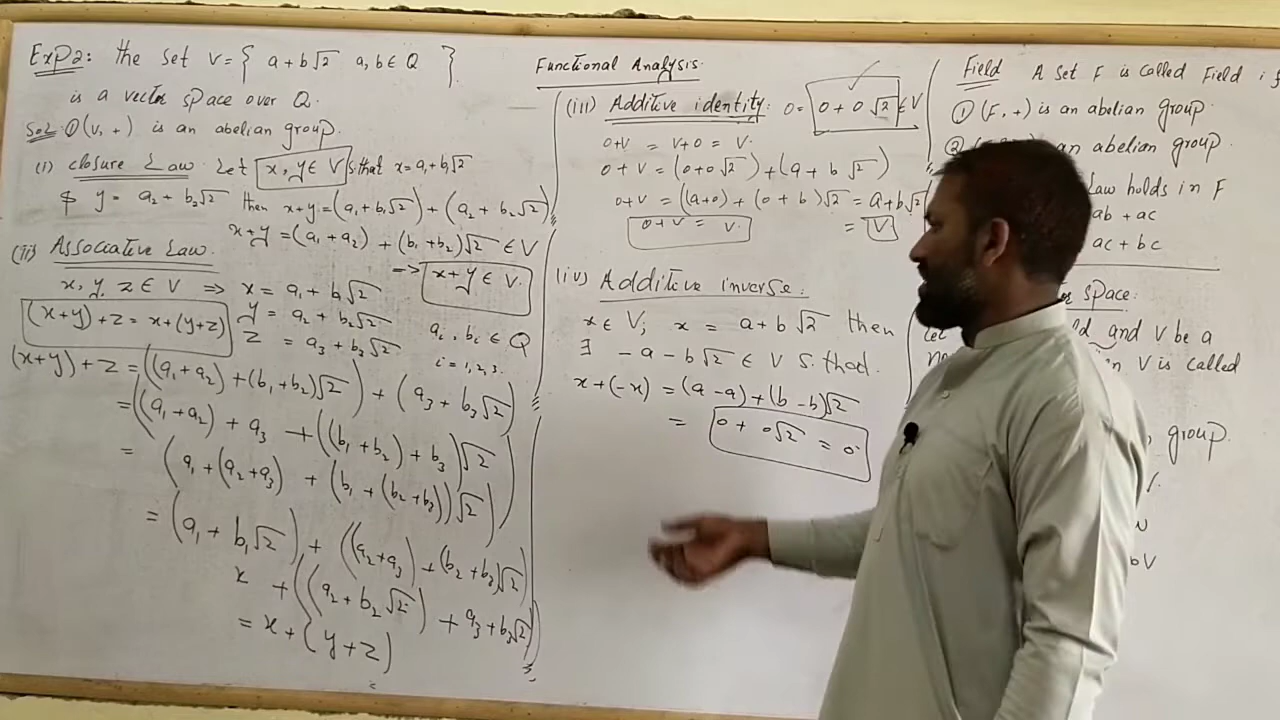 Exp2: the set V = { a + b√2 a, b ∈ Q }
is a vector space over Q.
Sol: ① (V, +) is an abelian group.
(i) closure Law. Let x, y ∈ V s.that x = a₁ + b₁√2
& y = a₂ + b₂√2 then x+y = (a₁ + b₁√2) + (a₂ + b₂√2)
x+y = (a₁ + a₂) + (b₁ + b₂)√2 ∈ V
=> x+y ∈ V.
(ii) Associative Law.
x, y, z ∈ V => x = a₁ + b₁√2
y = a₂ + b₂√2
z = a₃ + b₃√2
aᵢ, bᵢ ∈ Q
i = 1, 2, 3.
(x+y)+z = x+(y+z)
(x+y) + z = ((a₁+a₂) + (b₁+b₂)√2) + (a₃ + b₃√2)
= ((a₁+a₂) + a₃ + ((b₁+b₂) + b₃)√2)
= (a₁ + (a₂+a₃) + (b₁ + (b₂+b₃))√2)
= (a₁ + b₁√2) + ((a₂+a₃) + (b₂+b₃)√2)
x + ((a₂ + b₂√2) + a₃ + b₃√2)
= x + (y+z)
Functional Analysis.
(iii) Additive identity: 0 = 0 + 0√2 ∈ V
0+V = V+0 = V.
0 + V = (0+0√2) + (a + b√2)
0+V = ((a+0) + (0+b)√2 = a+b√2
0+V = V.
= V
(iv) Additive inverse:
x ∈ V; x = a + b√2 then
∃ -a - b√2 ∈ V s.that.
x+(-x) = (a-a) + (b-b)√2
= 0 + 0√2 = 0
Field A set F is called Field if
① (F, +) is an abelian group.
②
an abelian group.
Law holds in F
ab + ac
ac + bc
space:
and V be a
V is called
group.